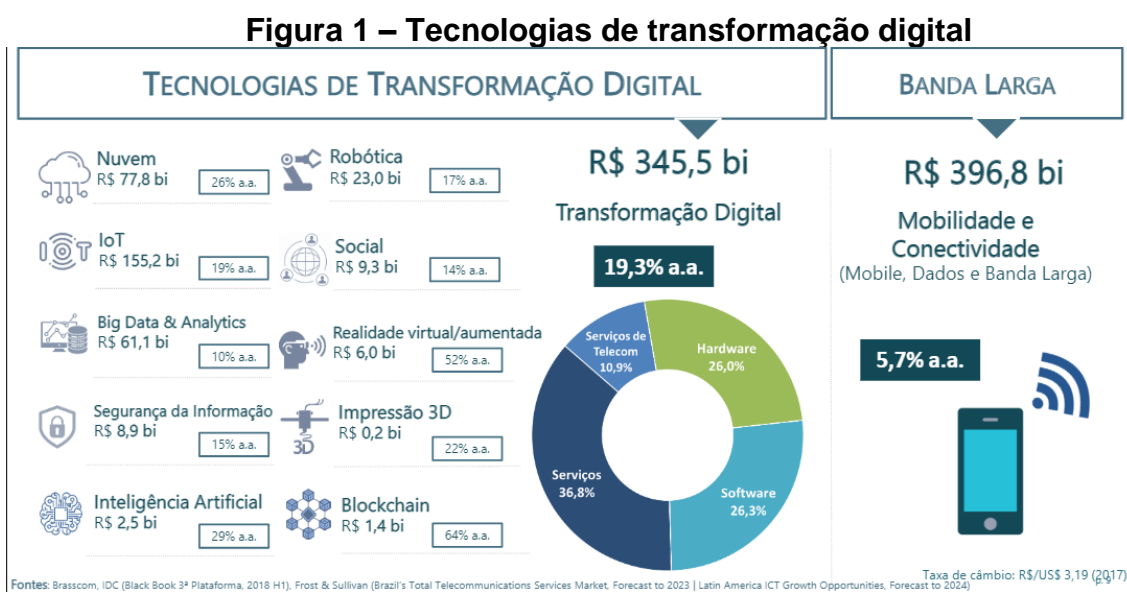 Figura 1 – Tecnologias de transformação digital
TECNOLOGIAS DE TRANSFORMAÇÃO DIGITAL
BANDA LARGA
Nuvem
R$ 77,8 bi
26% a.a.
Robótica
R$ 23,0 bi
17% a.a.
IoT
R$ 155,2 bi
19% a.a.
Social
R$ 9,3 bi
14% a.a.
Big Data & Analytics
R$ 61,1 bi
10% a.a.
Realidade virtual/aumentada
R$ 6,0 bi
52% a.a.
Segurança da Informação
R$ 8,9 bi
15% a.a.
3D
Impressão 3D
R$ 0,2 bi
22% a.a.
Inteligência Artificial
R$ 2,5 bi
29% a.a.
Blockchain
R$ 1,4 bi
64% a.a.
R$ 345,5 bi
Transformação Digital
19,3% a.a.
Serviços de
Telecom
10,9%
Hardware
26,0%
Serviços
36,8%
Software
26,3%
R$ 396,8 bi
Mobilidade e
Conectividade
(Mobile, Dados e Banda Larga)
5,7% a.a.
Taxa de câmbio: R$/US$ 3,19 (2017)
Fontes: Brasscom, IDC (Black Book 3ª Plataforma, 2018 H1), Frost & Sullivan (Brazil's Total Telecommunications Services Market, Forecast to 2023 | Latin America ICT Growth Opportunities, Forecast to 2024)